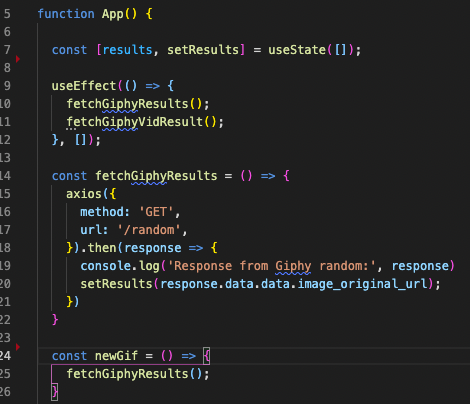 5 function App() {
6
7 const [results, setResults] = useState([]);
8
9 useEffect(() => {
10 fetchGiphyResults();
11 fetchGiphyVidResult();
12 }, []);
13
14 const fetchGiphyResults = () => {
15 axios({
16 method: 'GET',
17 url: '/random',
18 }).then(response => {
19 console.log('Response from Giphy random:', response)
20 setResults(response.data.data.image_original_url);
21 })
22 }
23
24 const newGif = () => {
25 fetchGiphyResults();
26 }